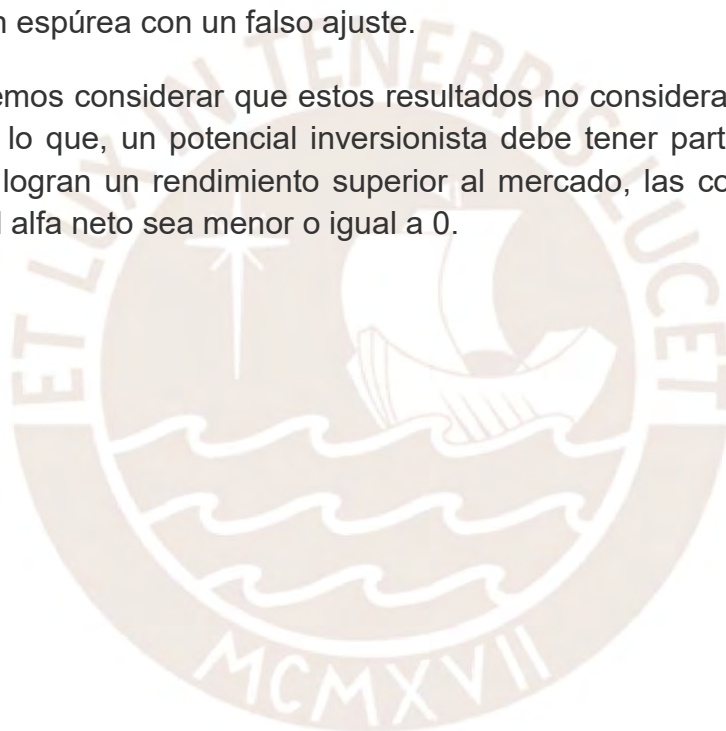 n espúrea con un falso ajuste.
emos considerar que estos resultados no considera
lo que, un potencial inversionista debe tener part
logran un rendimiento superior al mercado, las co
l alfa neto sea menor o igual a 0.
ET LUX IN TENEBRIS LUCET
MCMXVII